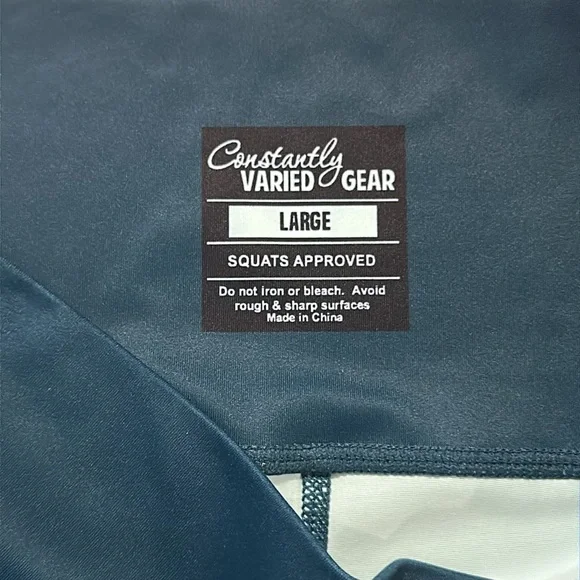 Constantly
VARIED GEAR
LARGE
SQUATS APPROVED
Do not iron or bleach. Avoid
rough & sharp surfaces
Made in China